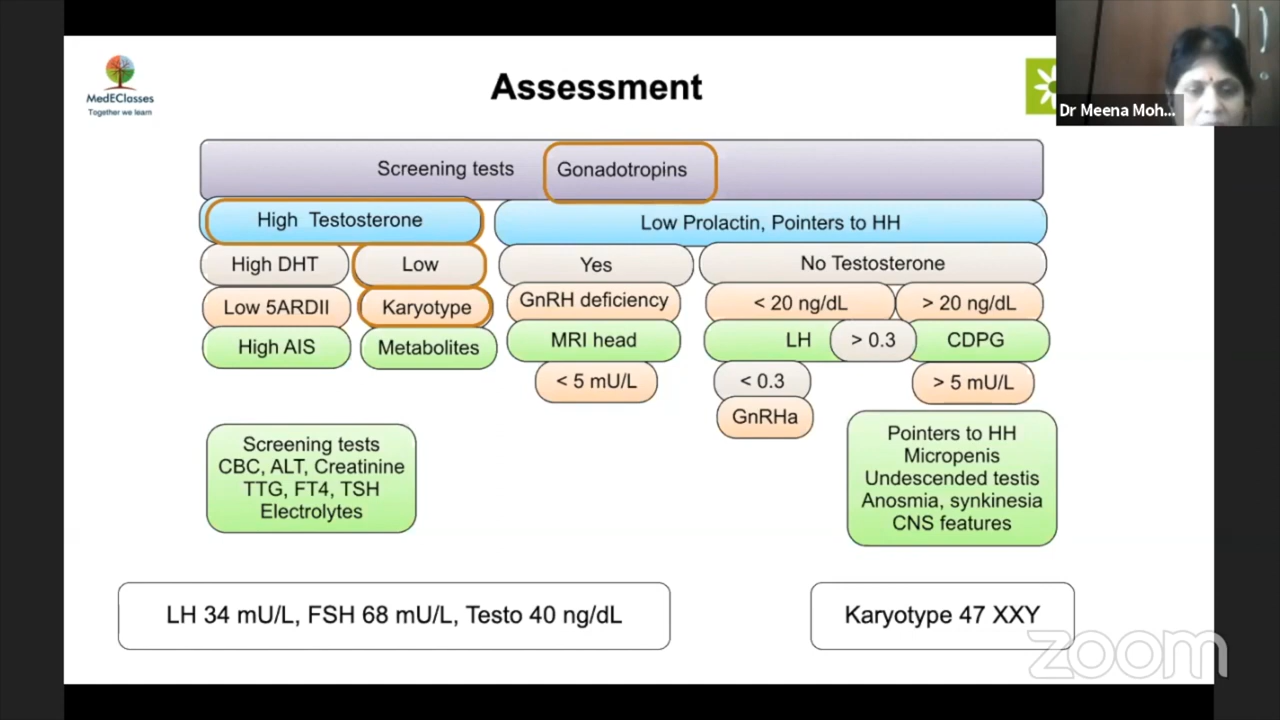 MedEClasses
Together we learn
Assessment
Dr Meena Moh...
Screening tests Gonadotropins
High Testosterone
Low Prolactin, Pointers to HH
High DHT
Low
Yes
No Testosterone
Low 5ARDII
Karyotype
GnRH deficiency
< 20 ng/dL
> 20 ng/dL
High AIS
Metabolites
MRI head
LH
> 0.3
CDPG
< 5 mU/L
< 0.3
> 5 mU/L
GnRHa
Screening tests
CBC, ALT, Creatinine
TTG, FT4, TSH
Electrolytes
Pointers to HH
Micropenis
Undescended testis
Anosmia, synkinesia
CNS features
LH 34 mU/L, FSH 68 mU/L, Testo 40 ng/dL
Karyotype 47 XXY
zoom